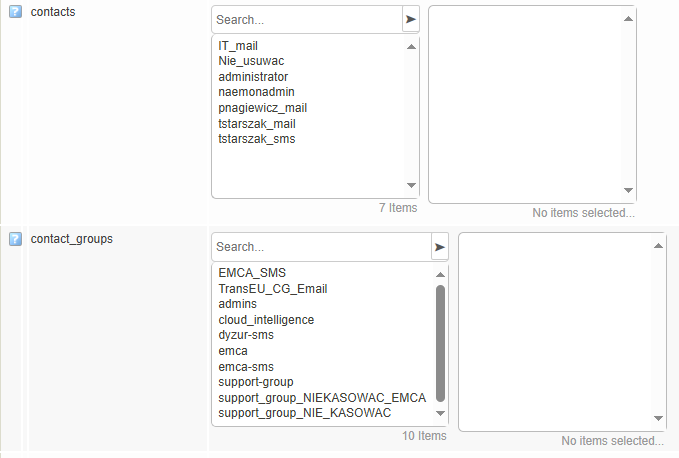 contacts
Search...
IT_mail
Nie_usuwac
administrator
naemonadmin
pnagiewicz_mail
tstarszak_mail
tstarszak_sms
7 Items
No items selected...
contact_groups
Search...
EMCA_SMS
TransEU_CG_Email
admins
cloud_intelligence
dyzur-sms
emca
emca-sms
support-group
support_group_NIEKASOWAC_EMCA
support_group_NIE_KASOWAC
10 Items
No items selected...